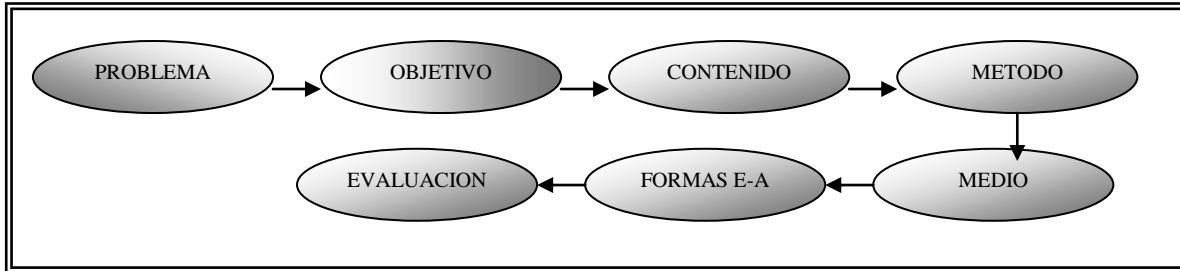 PROBLEMA
OBJETIVO
CONTENIDO
METODO
EVALUACION
FORMAS E-A
MEDIO